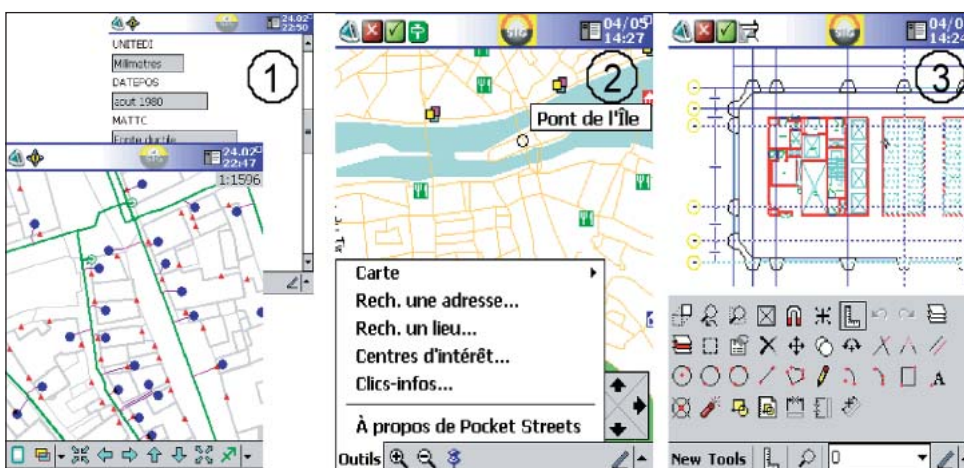 24.02
22:50
UNITEDI
Milimetres
DATEPOS
aout 1980
MATTC
Fonte ductile
1
24.02
22:47
1:1596
04/05
14:27
2
Pont de l'Île
Carte
Rech. une adresse...
Rech. un lieu...
Centres d'intérêt...
Clics-infos...
À propos de Pocket Streets
Outils
04/0
14:24
3
A
New Tools
0